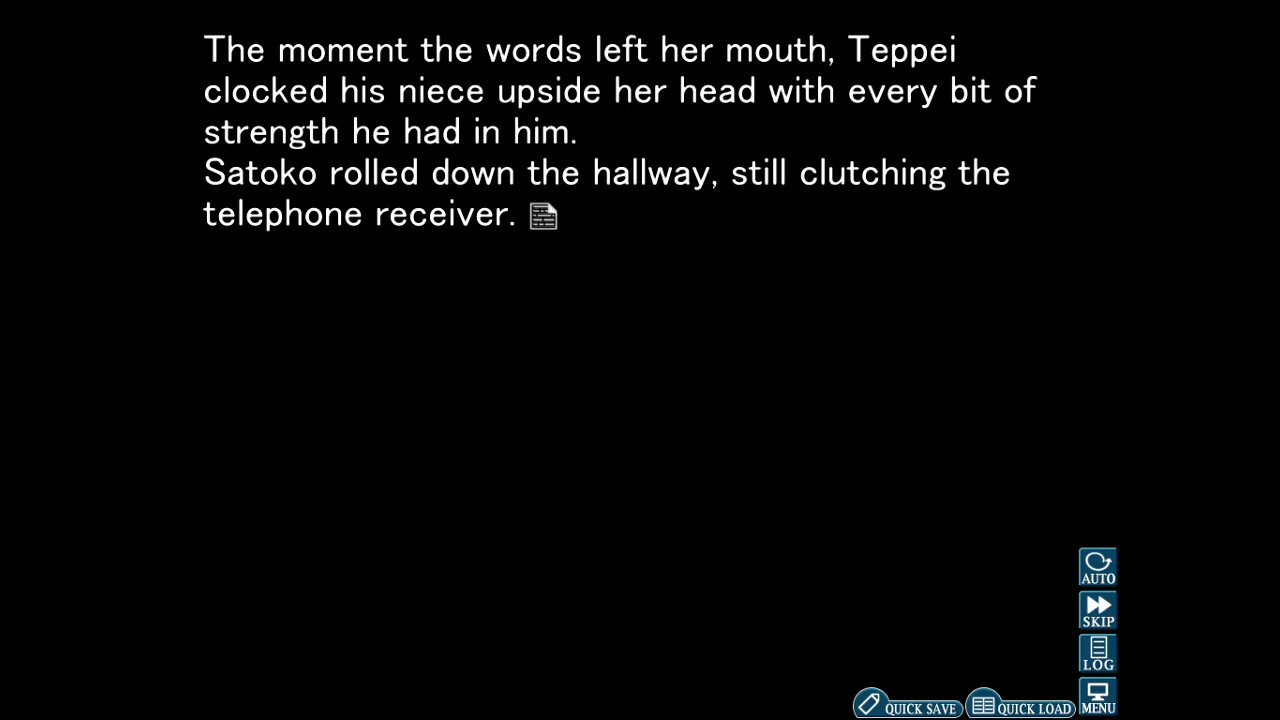 The moment the words left her mouth, Teppei
clocked his niece upside her head with every bit of
strength he had in him.
Satoko rolled down the hallway, still clutching the
telephone receiver.
AUTO
SKIP
LOG
MENU
QUICK SAVE
QUICK LOAD